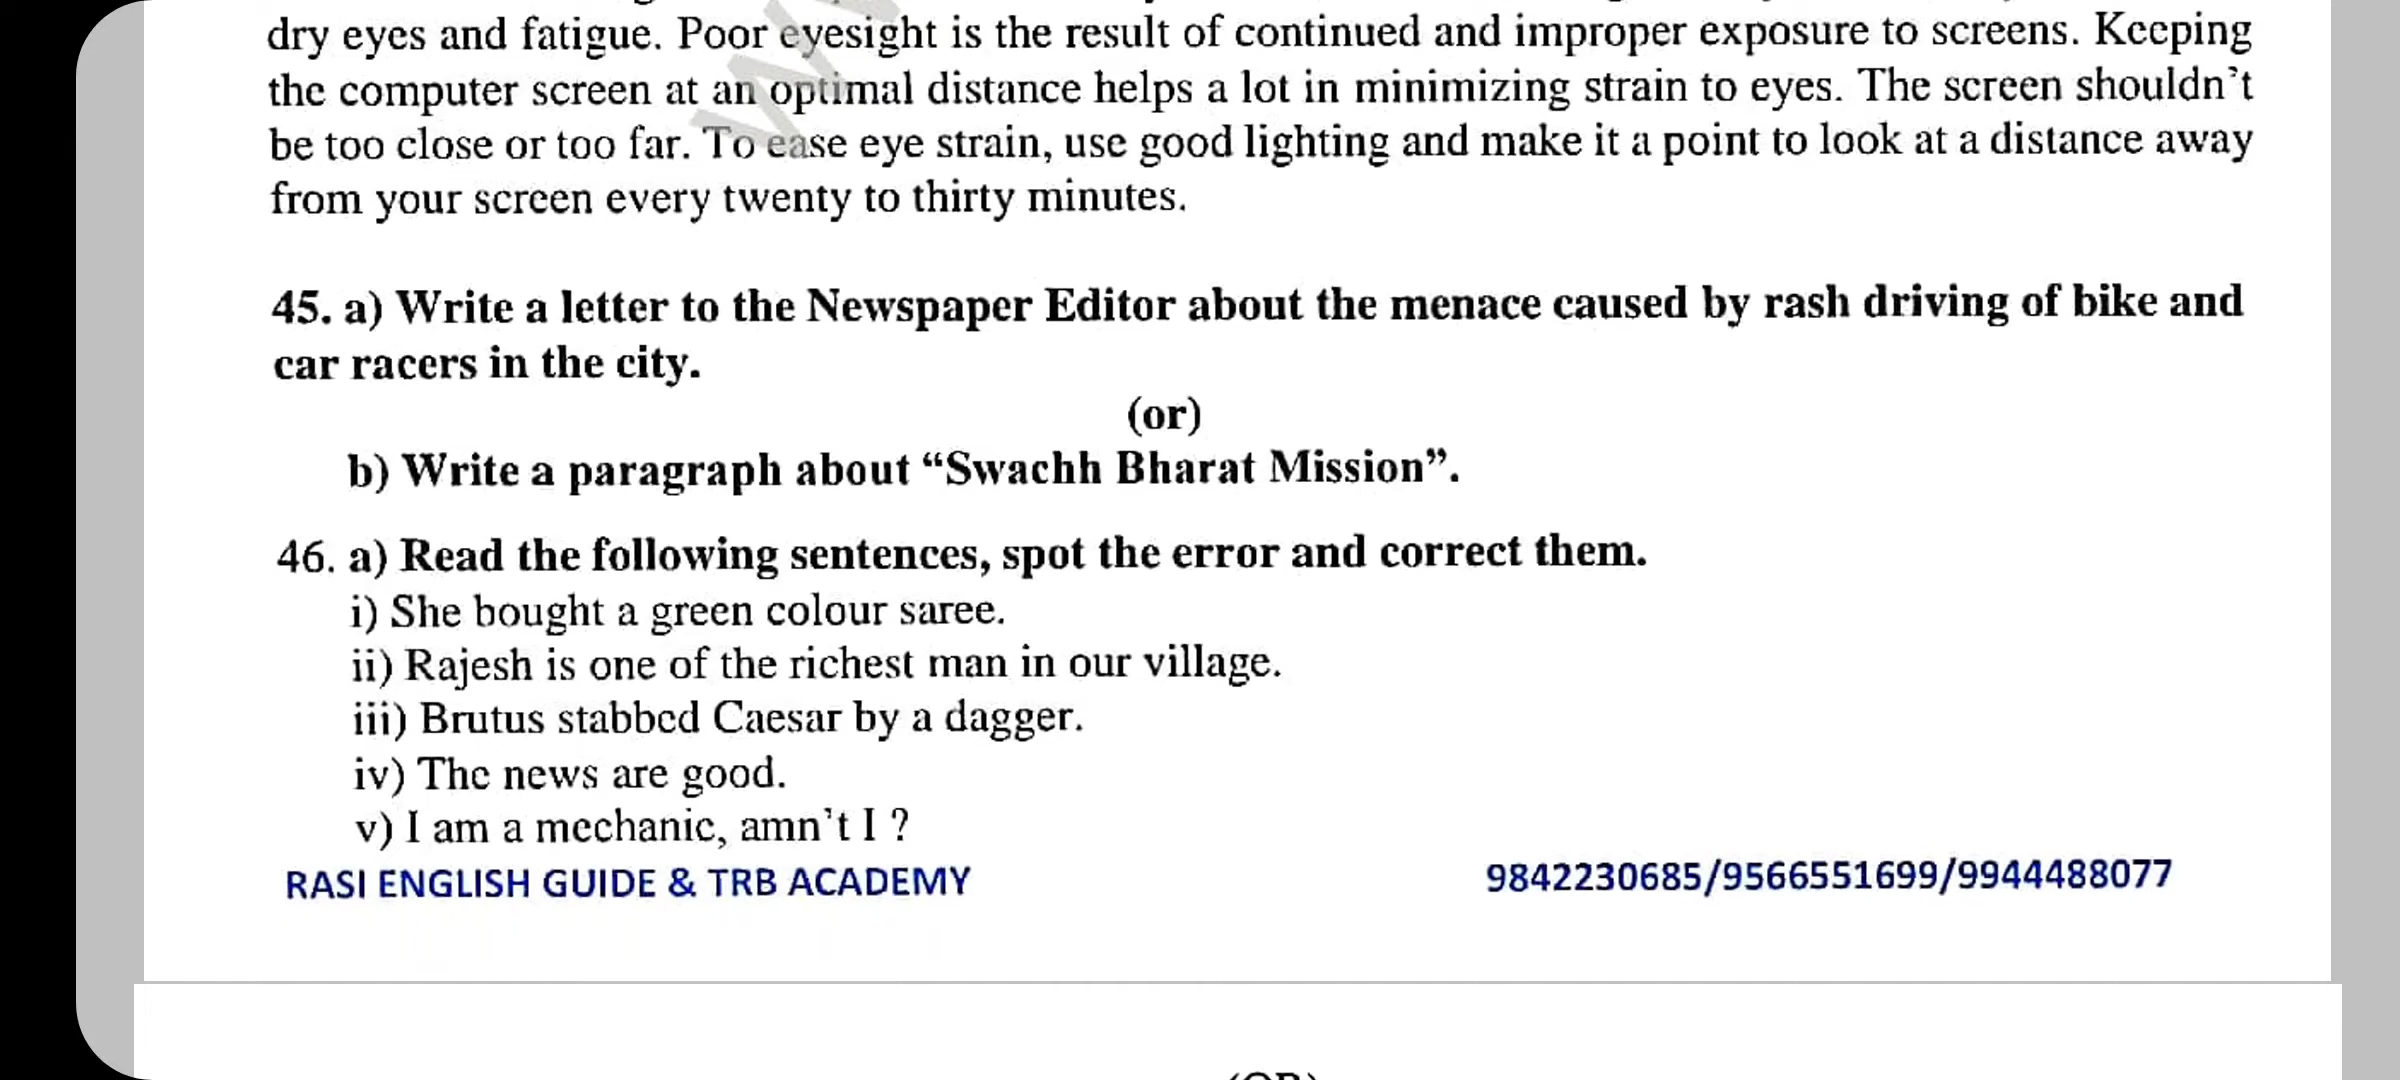 dry eyes and fatigue. Poor eyesight is the result of continued and improper exposure to screens. Keeping
the computer screen at an optimal distance helps a lot in minimizing strain to eyes. The screen shouldn't
be too close or too far. To ease eye strain, use good lighting and make it a point to look at a distance away
from your screen every twenty to thirty minutes.
45. a) Write a letter to the Newspaper Editor about the menace caused by rash driving of bike and
car racers in the city.
(or)
b) Write a paragraph about “Swachh Bharat Mission”.
46. a) Read the following sentences, spot the error and correct them.
i) She bought a green colour saree.
ii) Rajesh is one of the richest man in our village.
iii) Brutus stabbed Caesar by a dagger.
iv) The news are good.
v) I am a mechanic, amn't I ?
RASI ENGLISH GUIDE & TRB ACADEMY 9842230685/9566551699/9944488077